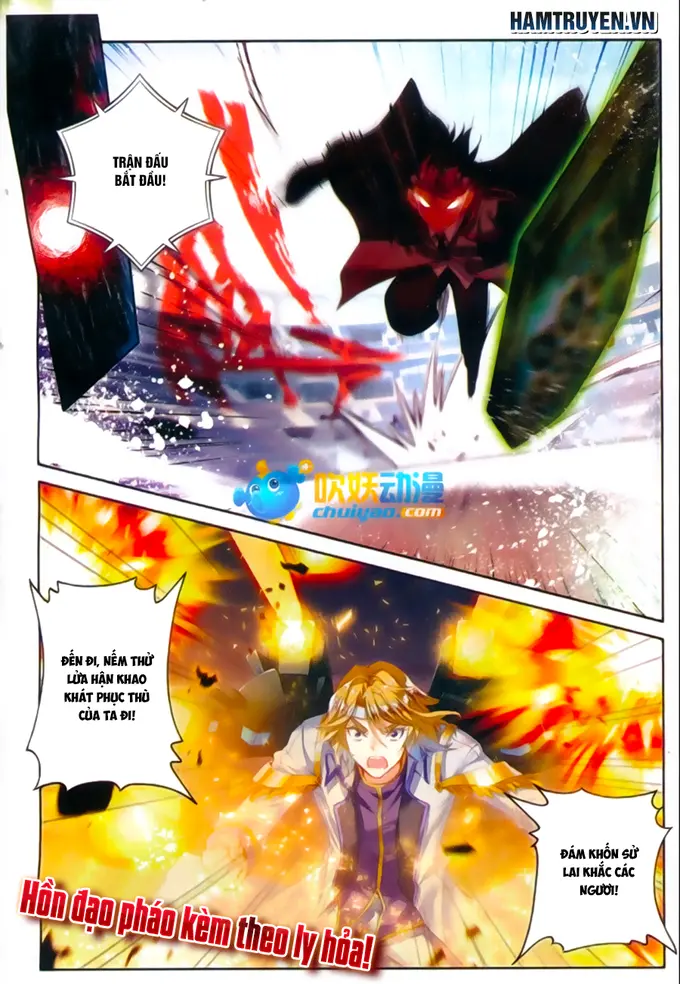 HAMTRUYEN.VN
TRẬN ĐẤU
BẮT ĐẦU!
吹妖动漫
chuiyao.com
ĐẾN ĐI, NẾM THỬ
LỬA HẬN KHAO
KHÁT PHỤC THÙ
CỦA TA ĐI!
ĐÁM KHỐN SỬ
LAI KHẮC CÁC
NGƯƠI!
Hồn đạo pháo kèm theo ly hỏa!